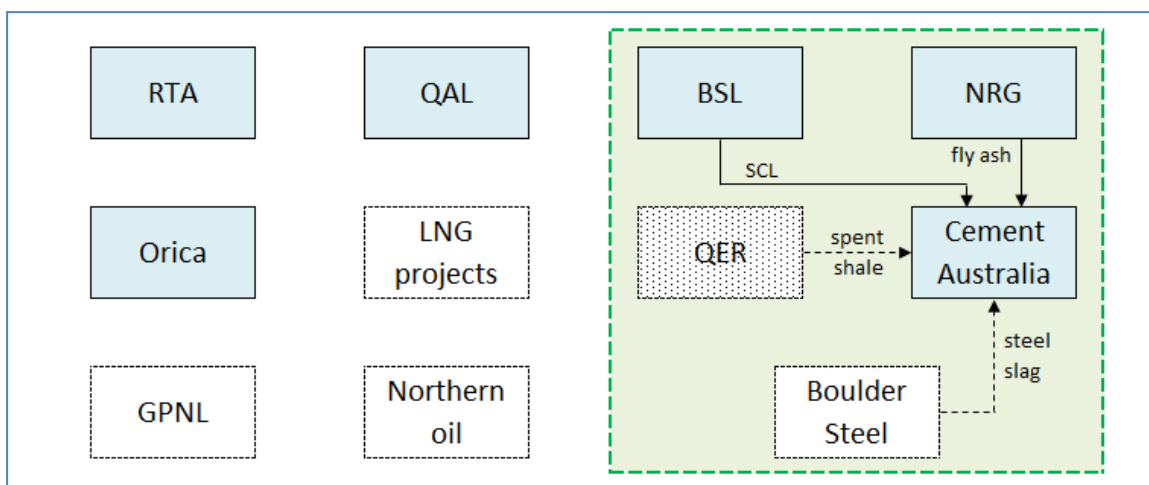 RTA
QAL
BSL
NRG
SCL
fly ash
Orica
LNG
projects
QER
spent
shale
Cement
Australia
steel
slag
GPNL
Northern
oil
Boulder
Steel